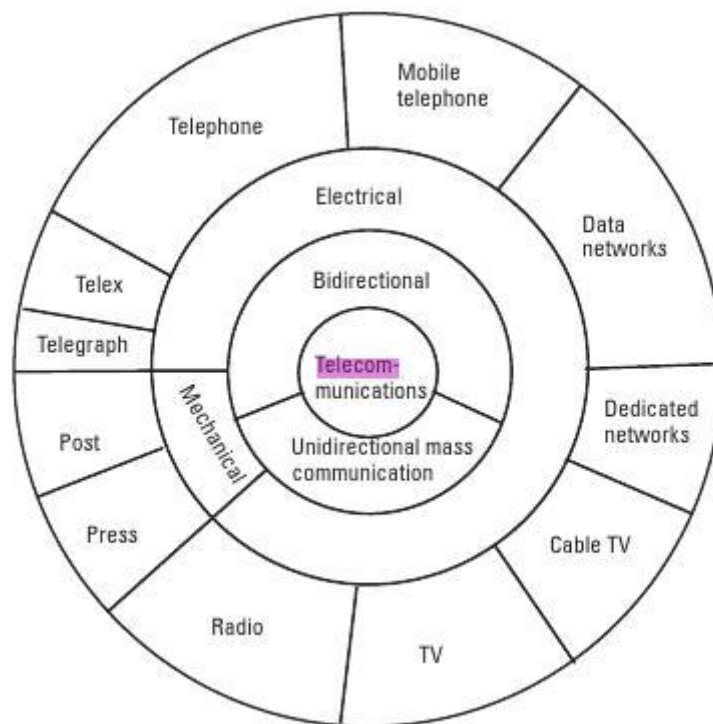 Mobile
telephone
Telephone
Electrical
Data
networks
Bidirectional
Telex
Telegraph
Telecom-
munications
Mechanical
Dedicated
networks
Post
Unidirectional mass
communication
Press
Cable TV
Radio
TV